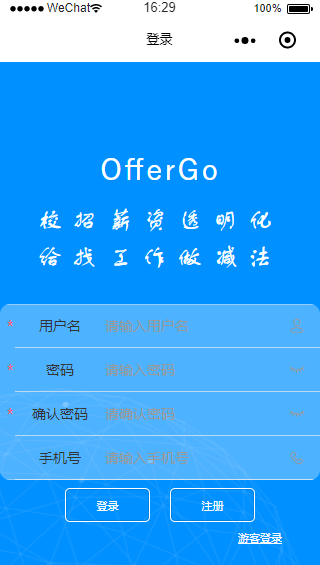 ●●●●● WeChat 16:29 100%
登录
OfferGo
校招薪资透明化
给找工作做减法
* 用户名 请输入用户名
* 密码 请输入密码
* 确认密码 请确认密码
手机号 请输入手机号
登录 注册
游客登录